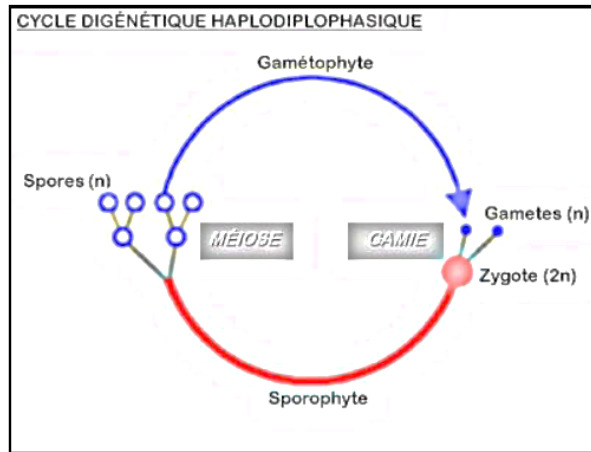 CYCLE DIGÉNÉTIQUE HAPLODIPLOPHASIQUE
Gamétophyte
Spores (n)
MÉIOSE
GAMIE
Gametes (n)
Zygote (2n)
Sporophyte